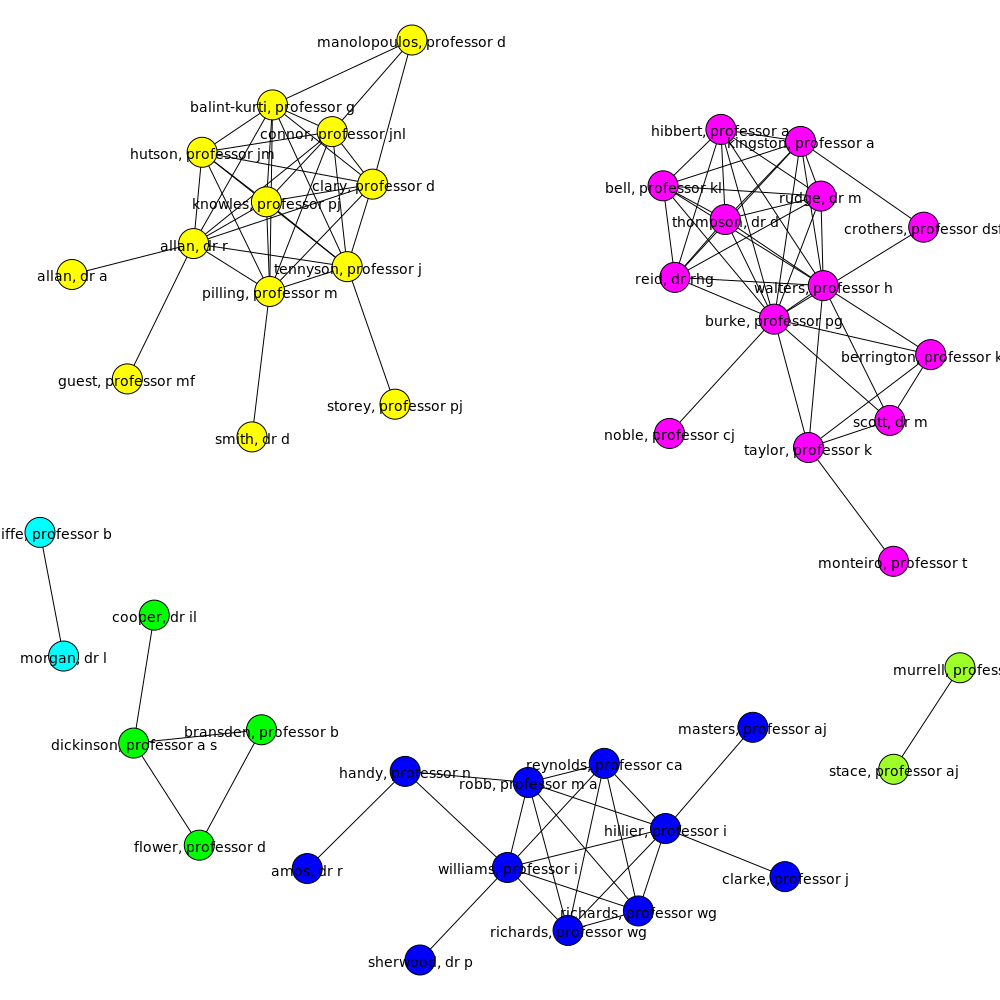 manolopoulos, professor d
balint-kurti, professor g
connor, professor jnl
hutson, professor jm
clary, professor d
knowles, professor pj
allan, dr r
tennyson, professor j
allan, dr a
pilling, professor m
guest, professor mf
storey, professor pj
smith, dr d
hibbert, professor a
kingston, professor a
bell, professor kl
rudge, dr m
thompson, dr d
crothers, professor dsf
reid, dr rhg
walters, professor h
burke, professor pg
berrington, professor k
scott, dr m
noble, professor cj
taylor, professor k
monteiro, professor t
iffe, professor b
morgan, dr l
cooper, dr il
bransden, professor b
dickinson, professor a s
flower, professor d
murrell, profess
stace, professor aj
masters, professor aj
reynolds, professor ca
handy, professor n
robb, professor m a
hillier, professor i
williams, professor i
amos, dr r
clarke, professor j
richards, professor wg
richards, professor wg
sherwood, dr p